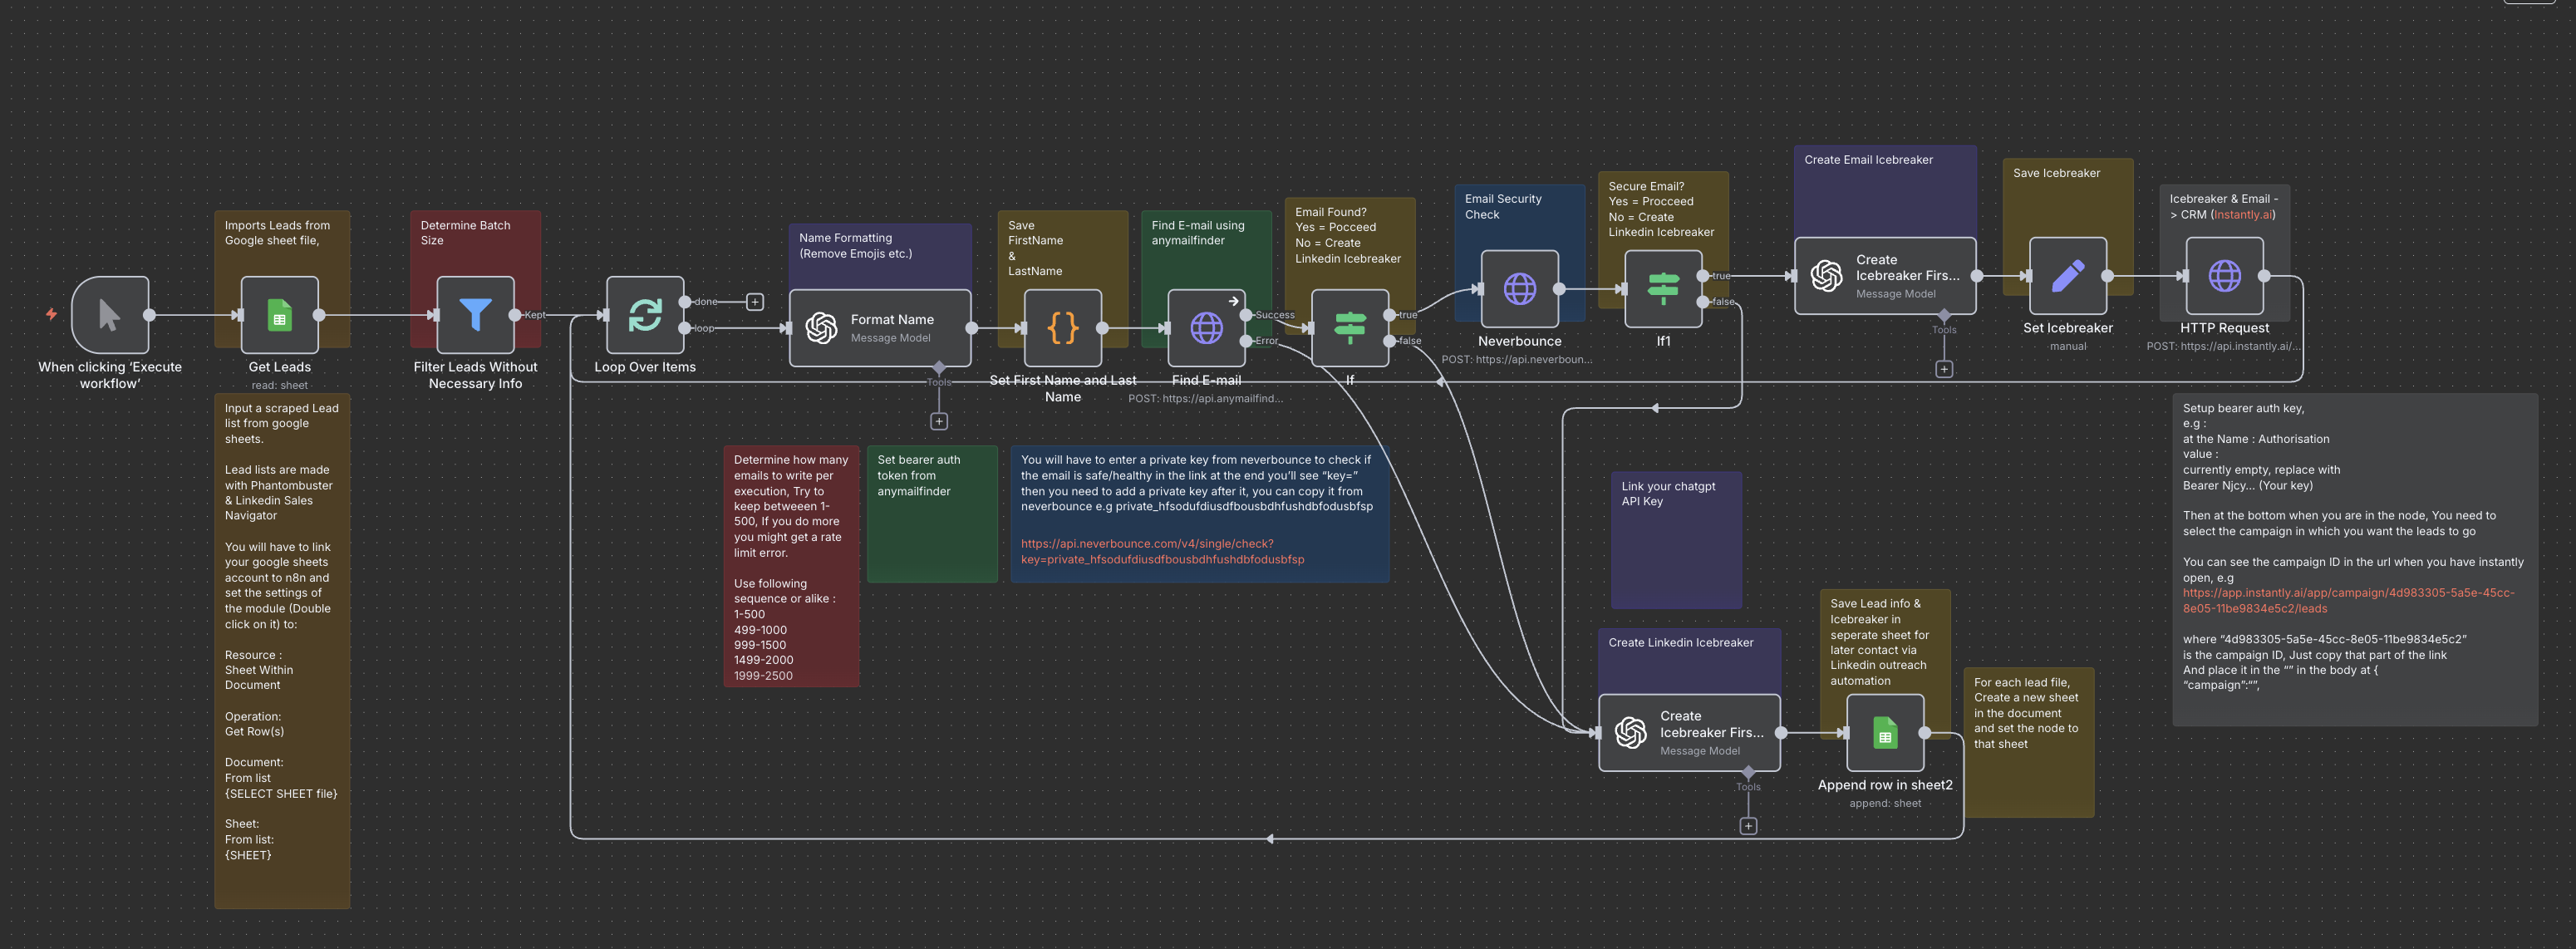 Imports Leads from
Google sheet file,
Determine Batch
Size
Name Formatting
(Remove Emojis etc.)
Save
FirstName
&
LastName
Find E-mail using
anymailfinder
Email Found?
Yes = Pocceed
No = Create
Linkedin Icebreaker
Email Security
Check
Secure Email?
Yes = Procceed
No = Create
Linkedin Icebreaker
Create Email Icebreaker
Save Icebreaker
Icebreaker & Email -
> CRM (Instantly.ai)
When clicking ‘Execute
workflow’
Get Leads
read: sheet
Kept
Filter Leads Without
Necessary Info
done
loop
Loop Over Items
Format Name
Message Model
Tools
Set First Name and Last
Name
Success
Error
Find E-mail
POST: https://api.anymailfind...
true
false
If
Neverbounce
POST: https://api.neverboun...
true
false
If1
Create
Icebreaker Firs...
Message Model
Tools
Set Icebreaker
manual
HTTP Request
POST: https://api.instantly.ai/...
Input a scraped Lead
list from google
sheets.
Lead lists are made
with Phantombuster
& Linkedin Sales
Navigator
You will have to link
your google sheets
account to n8n and
set the settings of
the module (Double
click on it) to:
Resource :
Sheet Within
Document
Operation:
Get Row(s)
Document:
From list
{SELECT SHEET file}
Sheet:
From list:
{SHEET}
Determine how many
emails to write per
execution, Try to
keep betweeen 1-
500, If you do more
you might get a rate
limit error.
Use following
sequence or alike :
1-500
499-1000
999-1500
1499-2000
1999-2500
Set bearer auth
token from
anymailfinder
You will have to enter a private key from neverbounce to check if
the email is safe/healthy in the link at the end you’ll see “key=”
then you need to add a private key after it, you can copy it from
neverbounce e.g private_hfsodufdiusdfbousbdhfushdbfodusbfsp
https://api.neverbounce.com/v4/single/check?
key=private_hfsodufdiusdfbousbdhfushdbfodusbfsp
Link your chatgpt
API Key
Setup bearer auth key,
e.g :
at the Name : Authorisation
value :
currently empty, replace with
Bearer Njcy... (Your key)
Then at the bottom when you are in the node, You need to
select the campaign in which you want the leads to go
You can see the campaign ID in the url when you have instantly
open, e.g
https://app.instantly.ai/app/campaign/4d983305-5a5e-45cc-
8e05-11be9834e5c2/leads
where “4d983305-5a5e-45cc-8e05-11be9834e5c2”
is the campaign ID, Just copy that part of the link
And place it in the “” in the body at {
“campaign”:“”,
Create Linkedin Icebreaker
Create
Icebreaker Firs...
Message Model
Tools
Save Lead info &
Icebreaker in
seperate sheet for
later contact via
Linkedin outreach
automation
Append row in sheet2
append: sheet
For each lead file,
Create a new sheet
in the document
and set the node to
that sheet